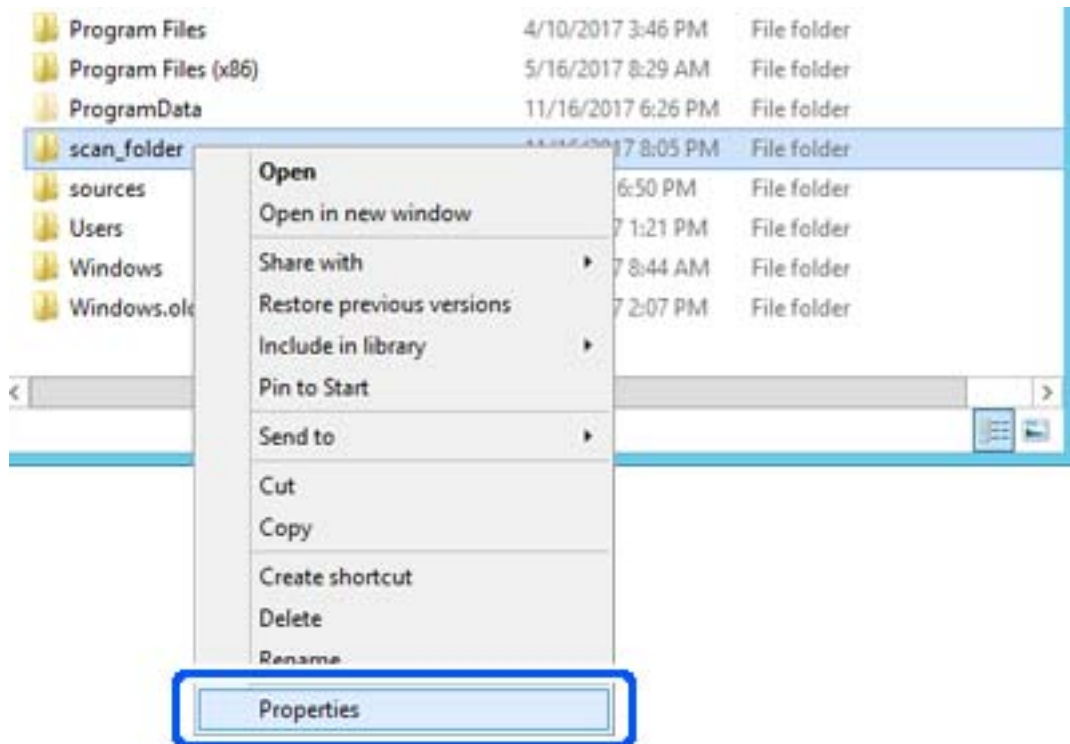 Program Files 4/10/2017 3:46 PM File folder
Program Files (x86) 5/16/2017 8:29 AM File folder
ProgramData 11/16/2017 6:26 PM File folder
scan_folder 7 8:05 PM File folder
sources 6:50 PM File folder
Users 7 1:21 PM File folder
Windows 7 8:44 AM File folder
Windows.old 7 2:07 PM File folder
Open
Open in new window
Share with
Restore previous versions
Include in library
Pin to Start
Send to
Cut
Copy
Create shortcut
Delete
Rename
Properties